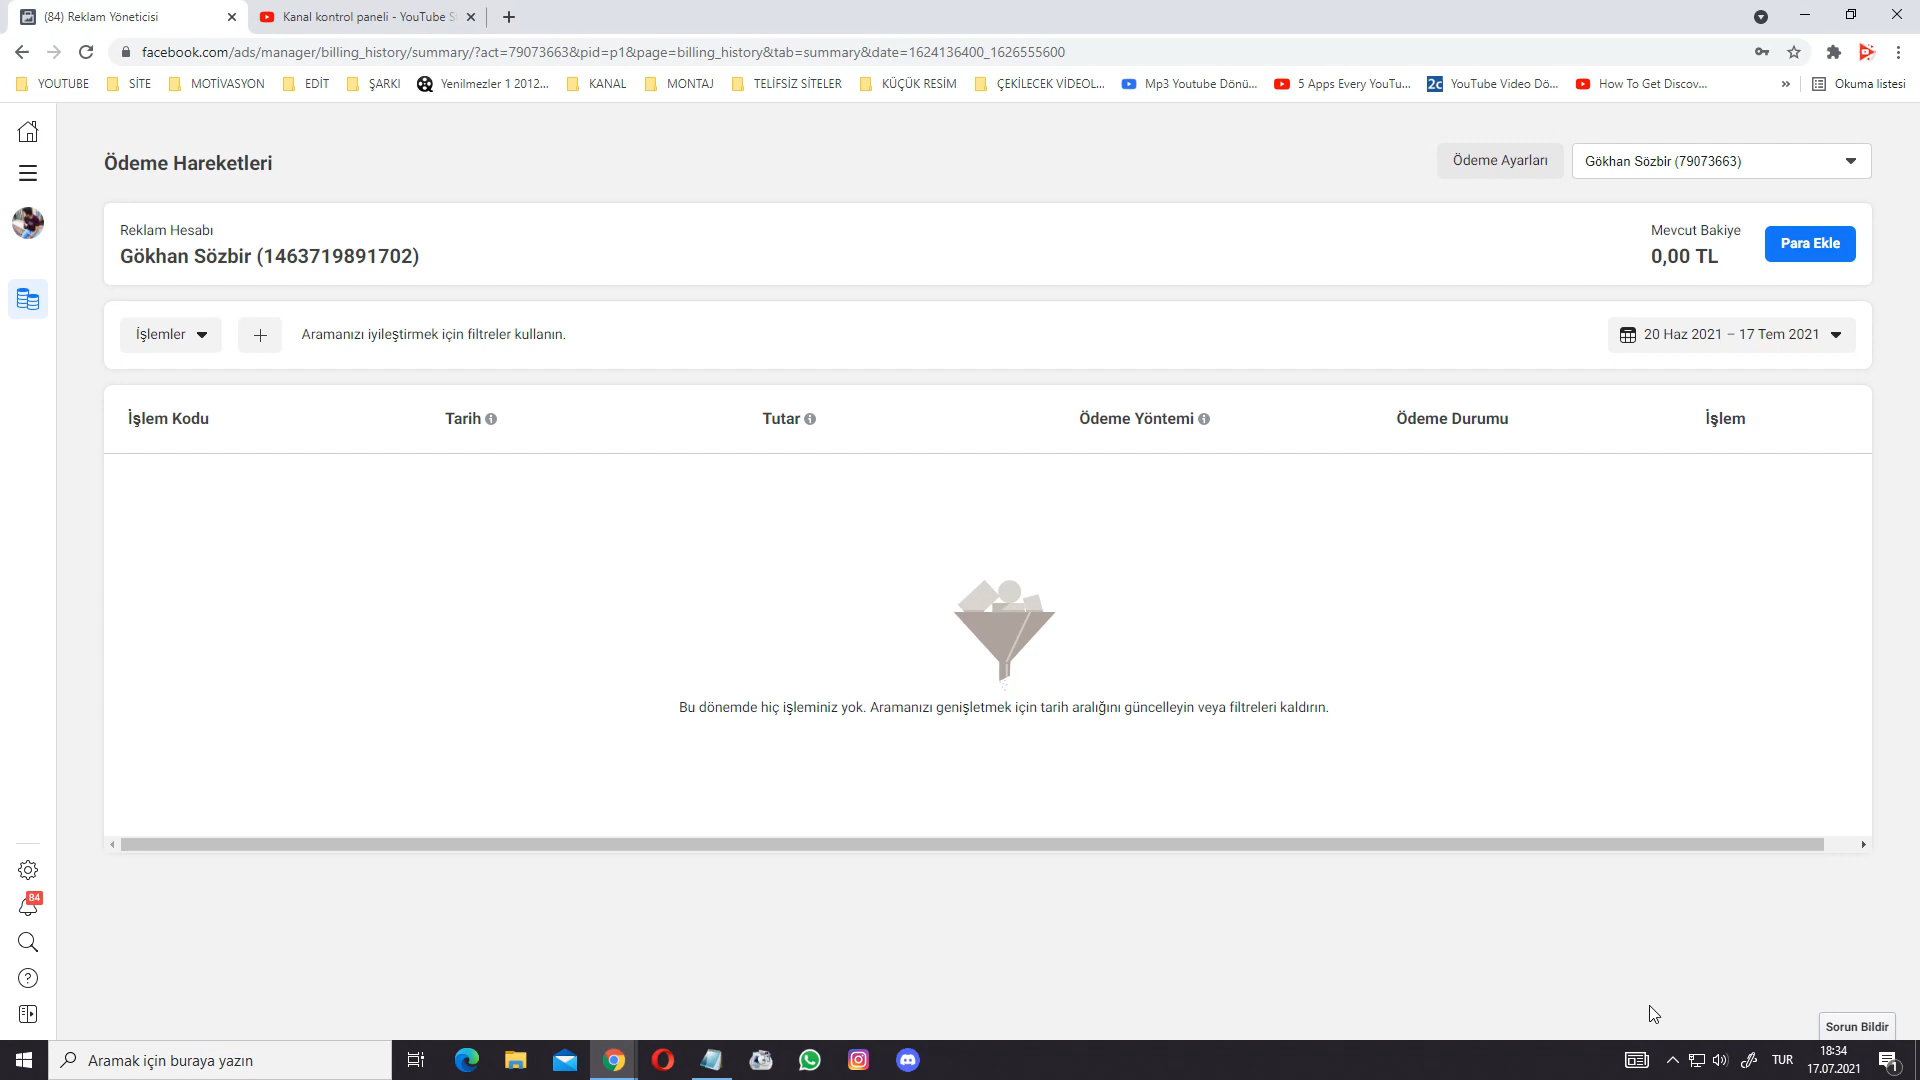 (84) Reklam Yöneticisi
Kanal kontrol paneli - YouTube S
facebook.com/ads/manager/billing_history/summary/?act=79073663&pid=p1&page=billing_history&tab=summary&date=1624136400_1626555600
YOUTUBE
SİTE
MOTİVASYON
EDİT
ŞARKI
Yenilmezler 1 2012...
KANAL
MONTAJ
TELİFSİZ SİTELER
KÜÇÜK RESİM
ÇEKİLECEK VİDEOL...
Mp3 Youtube Dönü...
5 Apps Every YouTu...
2c
YouTube Video Dö...
How To Get Discov...
»
Okuma listesi
Ödeme Hareketleri
Ödeme Ayarları
Gökhan Sözbir (79073663)
Reklam Hesabı
Gökhan Sözbir (1463719891702)
Mevcut Bakiye
0,00 TL
Para Ekle
İşlemler
Aramanızı iyileştirmek için filtreler kullanın.
20 Haz 2021 – 17 Tem 2021
İşlem Kodu
Tarih
Tutar
Ödeme Yöntemi
Ödeme Durumu
İşlem
Bu dönemde hiç işleminiz yok. Aramanızı genişletmek için tarih aralığını güncelleyin veya filtreleri kaldırın.
84
Sorun Bildir
Aramak için buraya yazın
TUR
18:34
17.07.2021
1